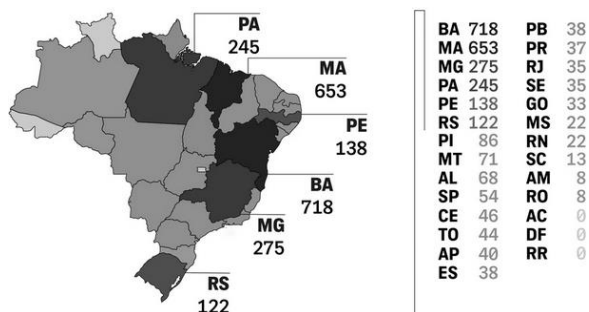 PA
245
MA
653
PE
138
BA
718
MG
275
RS
122
BA 718
MA 653
MG 275
PA 245
PE 138
RS 122
PI 86
MT 71
AL 68
SP 54
CE 46
TO 44
AP 40
ES 38
PB 38
PR 37
RJ 35
SE 35
GO 33
MS 22
RN 22
SC 13
AM 8
RO 8
AC 0
DF 0
RR 0